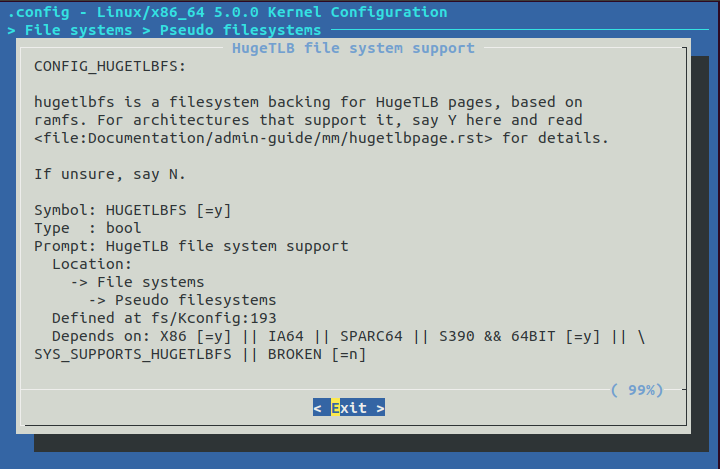 .config - Linux/x86_64 5.0.0 Kernel Configuration
> File systems > Pseudo filesystems
HugeTLB file system support
CONFIG_HUGETLBFS:
hugetlbfs is a filesystem backing for HugeTLB pages, based on
ramfs. For architectures that support it, say Y here and read
<file:Documentation/admin-guide/mm/hugetlbpage.rst> for details.
If unsure, say N.
Symbol: HUGETLBFS [=y]
Type  : bool
Prompt: HugeTLB file system support
Location:
-> File systems
-> Pseudo filesystems
Defined at fs/Kconfig:193
Depends on: X86 [=y] || IA64 || SPARC64 || S390 && 64BIT [=y] || \
SYS_SUPPORTS_HUGETLBFS || BROKEN [=n]
( 99%)
< Exit >